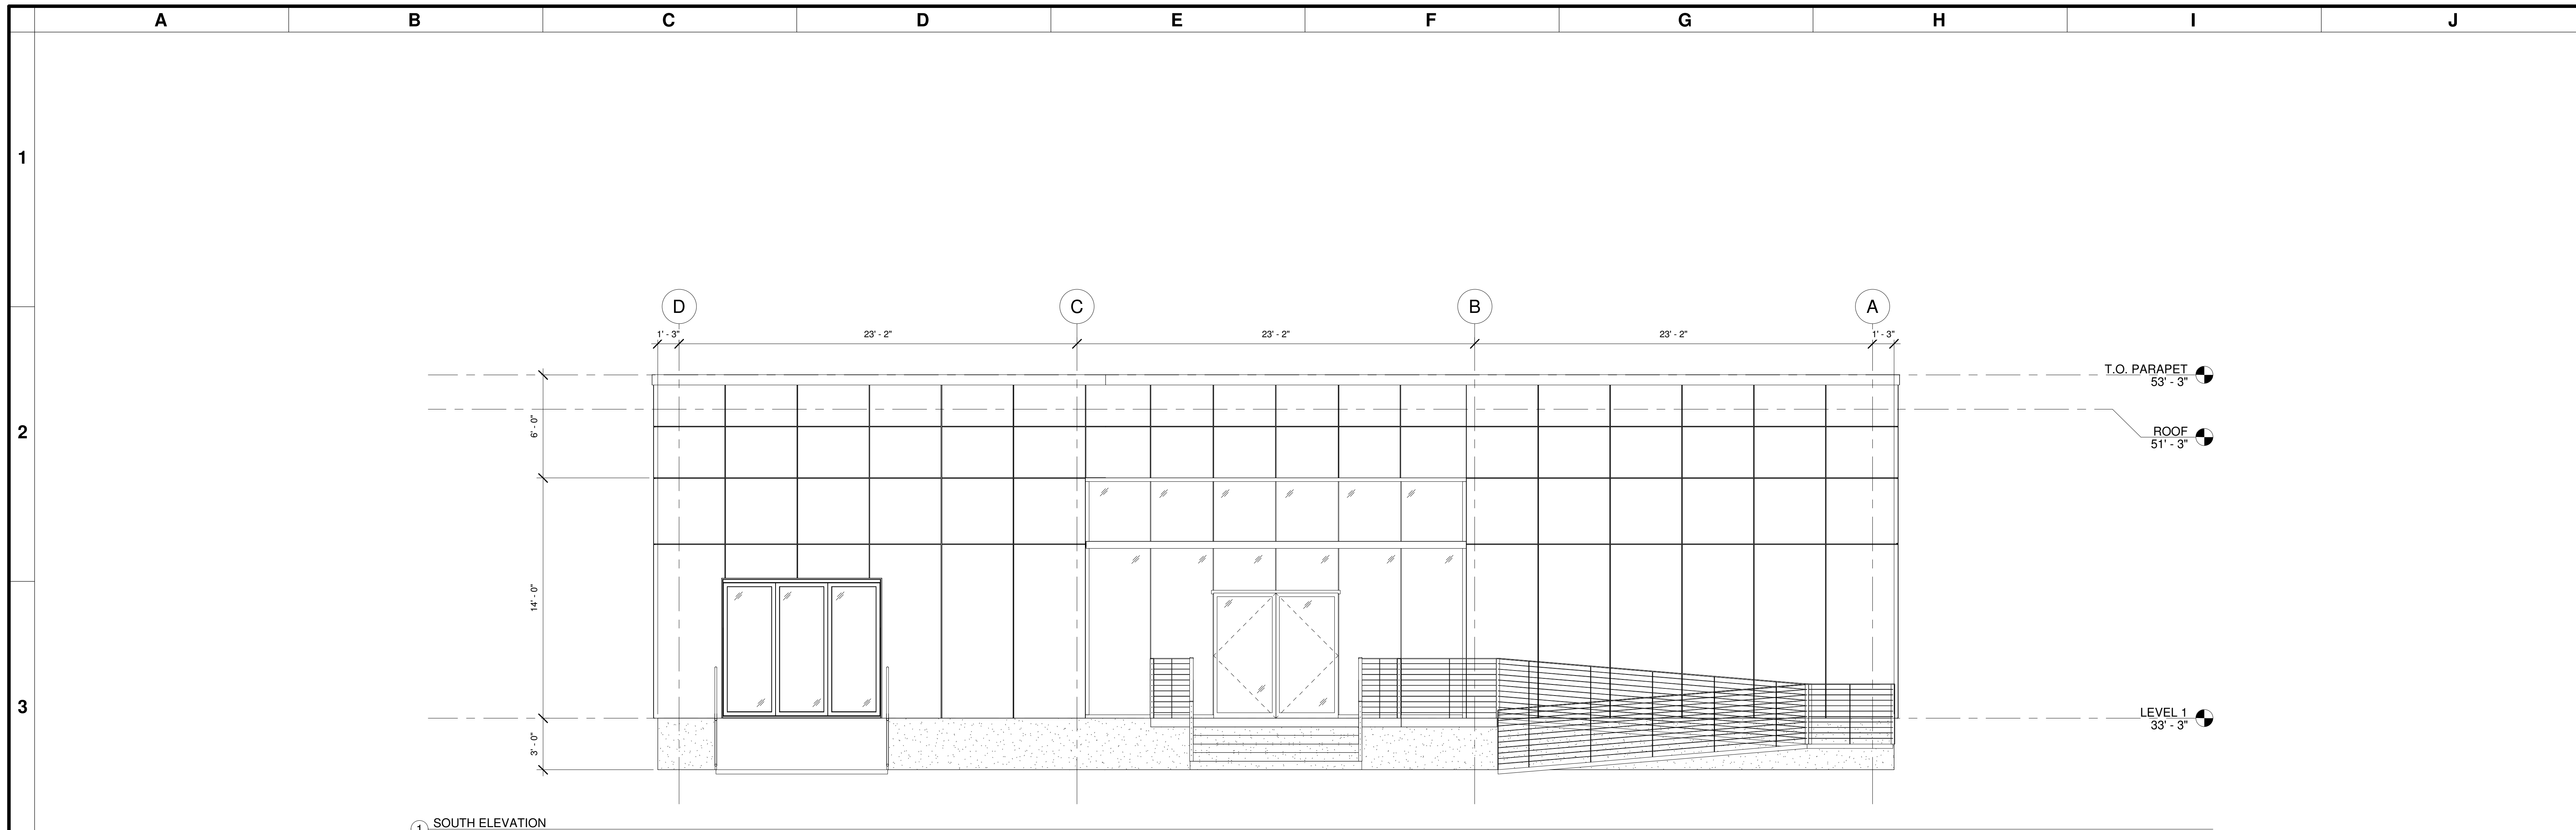 A B C D E F G H I J
1
D C B A
1' - 3" 23' - 2" 23' - 2" 23' - 2" 1' - 3"
T.O. PARAPET
53' - 3"
2
6' - 0"
ROOF
51' - 3"
14' - 0"
3
LEVEL 1
33' - 3"
3' - 0"
1 SOUTH ELEVATION